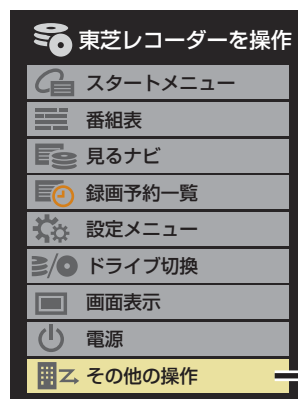 東芝レコーダーを操作
スタートメニュー
番組表
見るナビ
録画予約一覧
設定メニュー
ドライブ切換
画面表示
電源
その他の操作